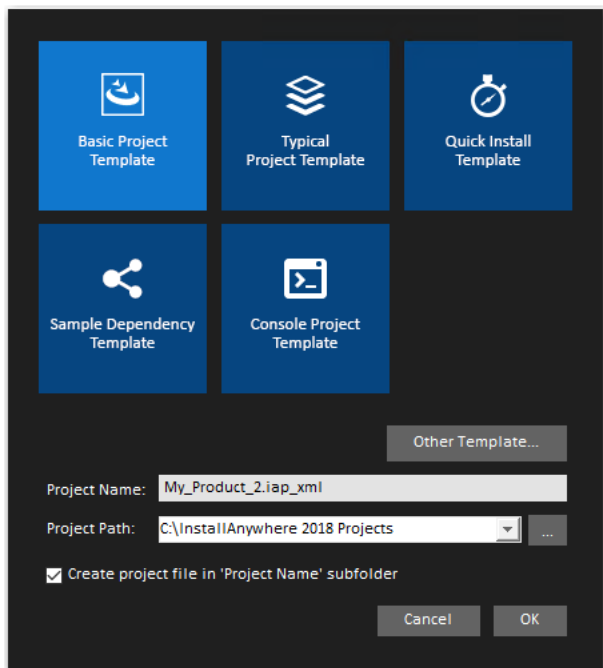 Basic Project
Template
Typical
Project Template
Quick Install
Template
Sample Dependency
Template
Console Project
Template
Other Template...
Project Name: My_Product_2.iap_xml
Project Path: C:\InstallAnywhere 2018 Projects ...
Create project file in 'Project Name' subfolder
Cancel OK